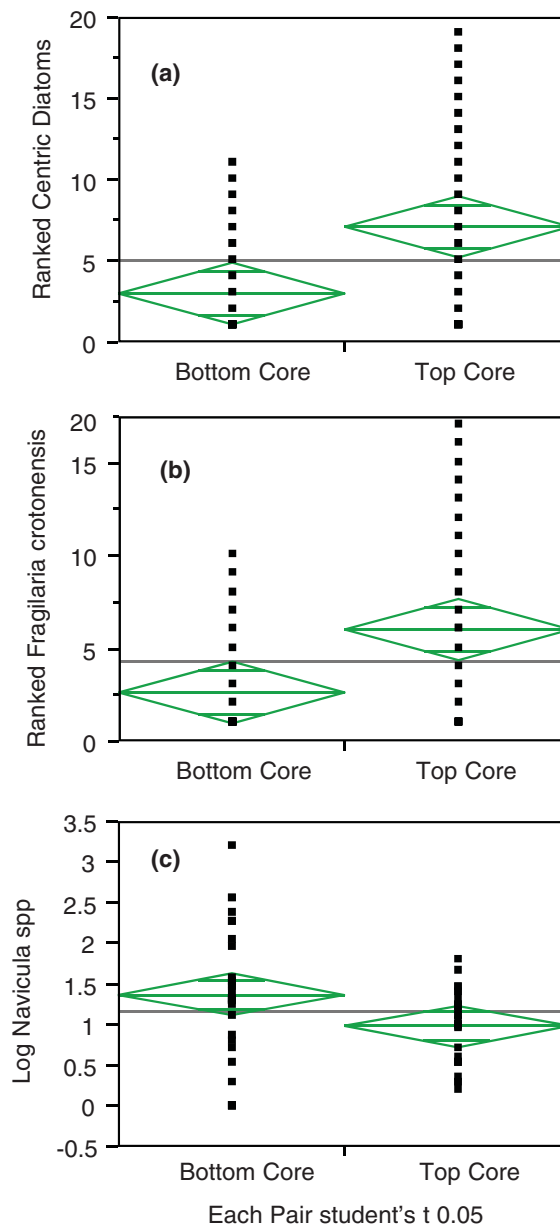 20
(a)
15
10
5
0
Ranked Centric Diatoms
Bottom Core Top Core
20
(b)
15
10
5
0
Ranked Fragilaria crotonensis
Bottom Core Top Core
3.5
(c)
3
2.5
2
1.5
1
0.5
0
-0.5
Log Navicula spp
Bottom Core Top Core
Each Pair student's t 0.05